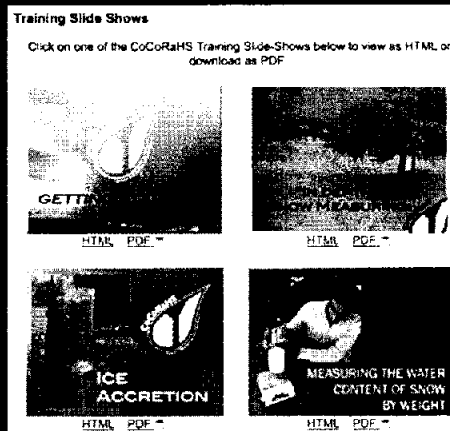 Training Slide Shows
Click on one of the CoCoRaHS Training Slide-Shows below to view as HTML or
download as PDF
HTML PDF
HTML PDF
ICE
ACCRETION
MEASURING THE WATER
CONTENT OF SNOW
BY WEIGHT
HTML PDF
HTML PDF